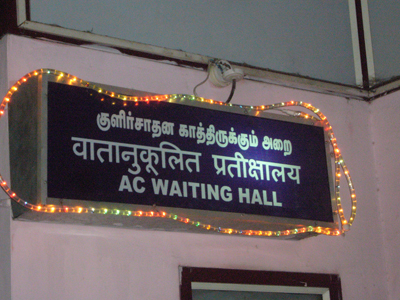 குளிர்சாதன காத்திருக்கும் அறை
वातानुकूलित प्रतीक्षालय
AC WAITING HALL